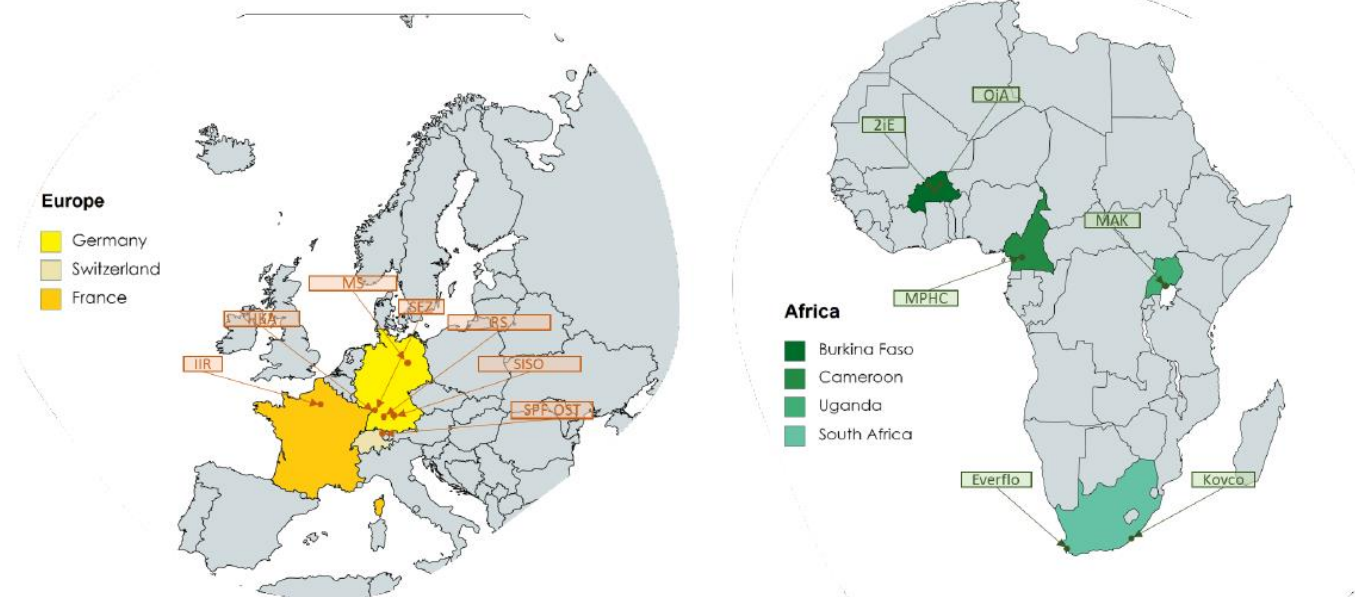 Europe
Germany
Switzerland
France
MS
SEZ
HKA
RS
IIR
SISO
SPF-OST
OjA
2iE
MAK
MPHC
Africa
Burkina Faso
Cameroon
Uganda
South Africa
Everflo
Kovco